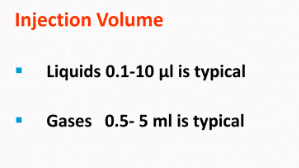 Injection Volume
Liquids 0.1-10 µl is typical
Gases 0.5- 5 ml is typical